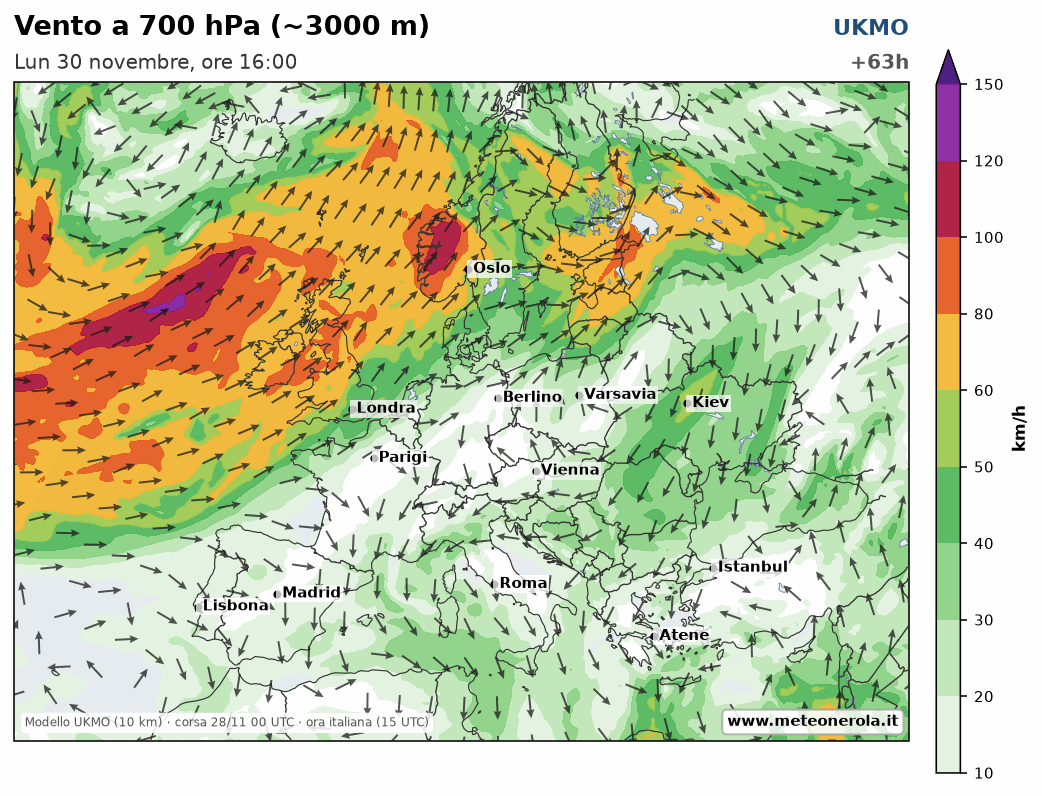 Vento a 700 hPa (~3000 m)
UKMO
Lun 30 novembre, ore 16:00
+63h
150
120
100
80
60
50
40
30
20
10
km/h
Oslo
Berlino
Varsavia
Kiev
Londra
Parigi
Vienna
Istanbul
Roma
Madrid
Lisbona
Atene
Modello UKMO (10 km) · corsa 28/11 00 UTC · ora italiana (15 UTC)
www.meteonerola.it